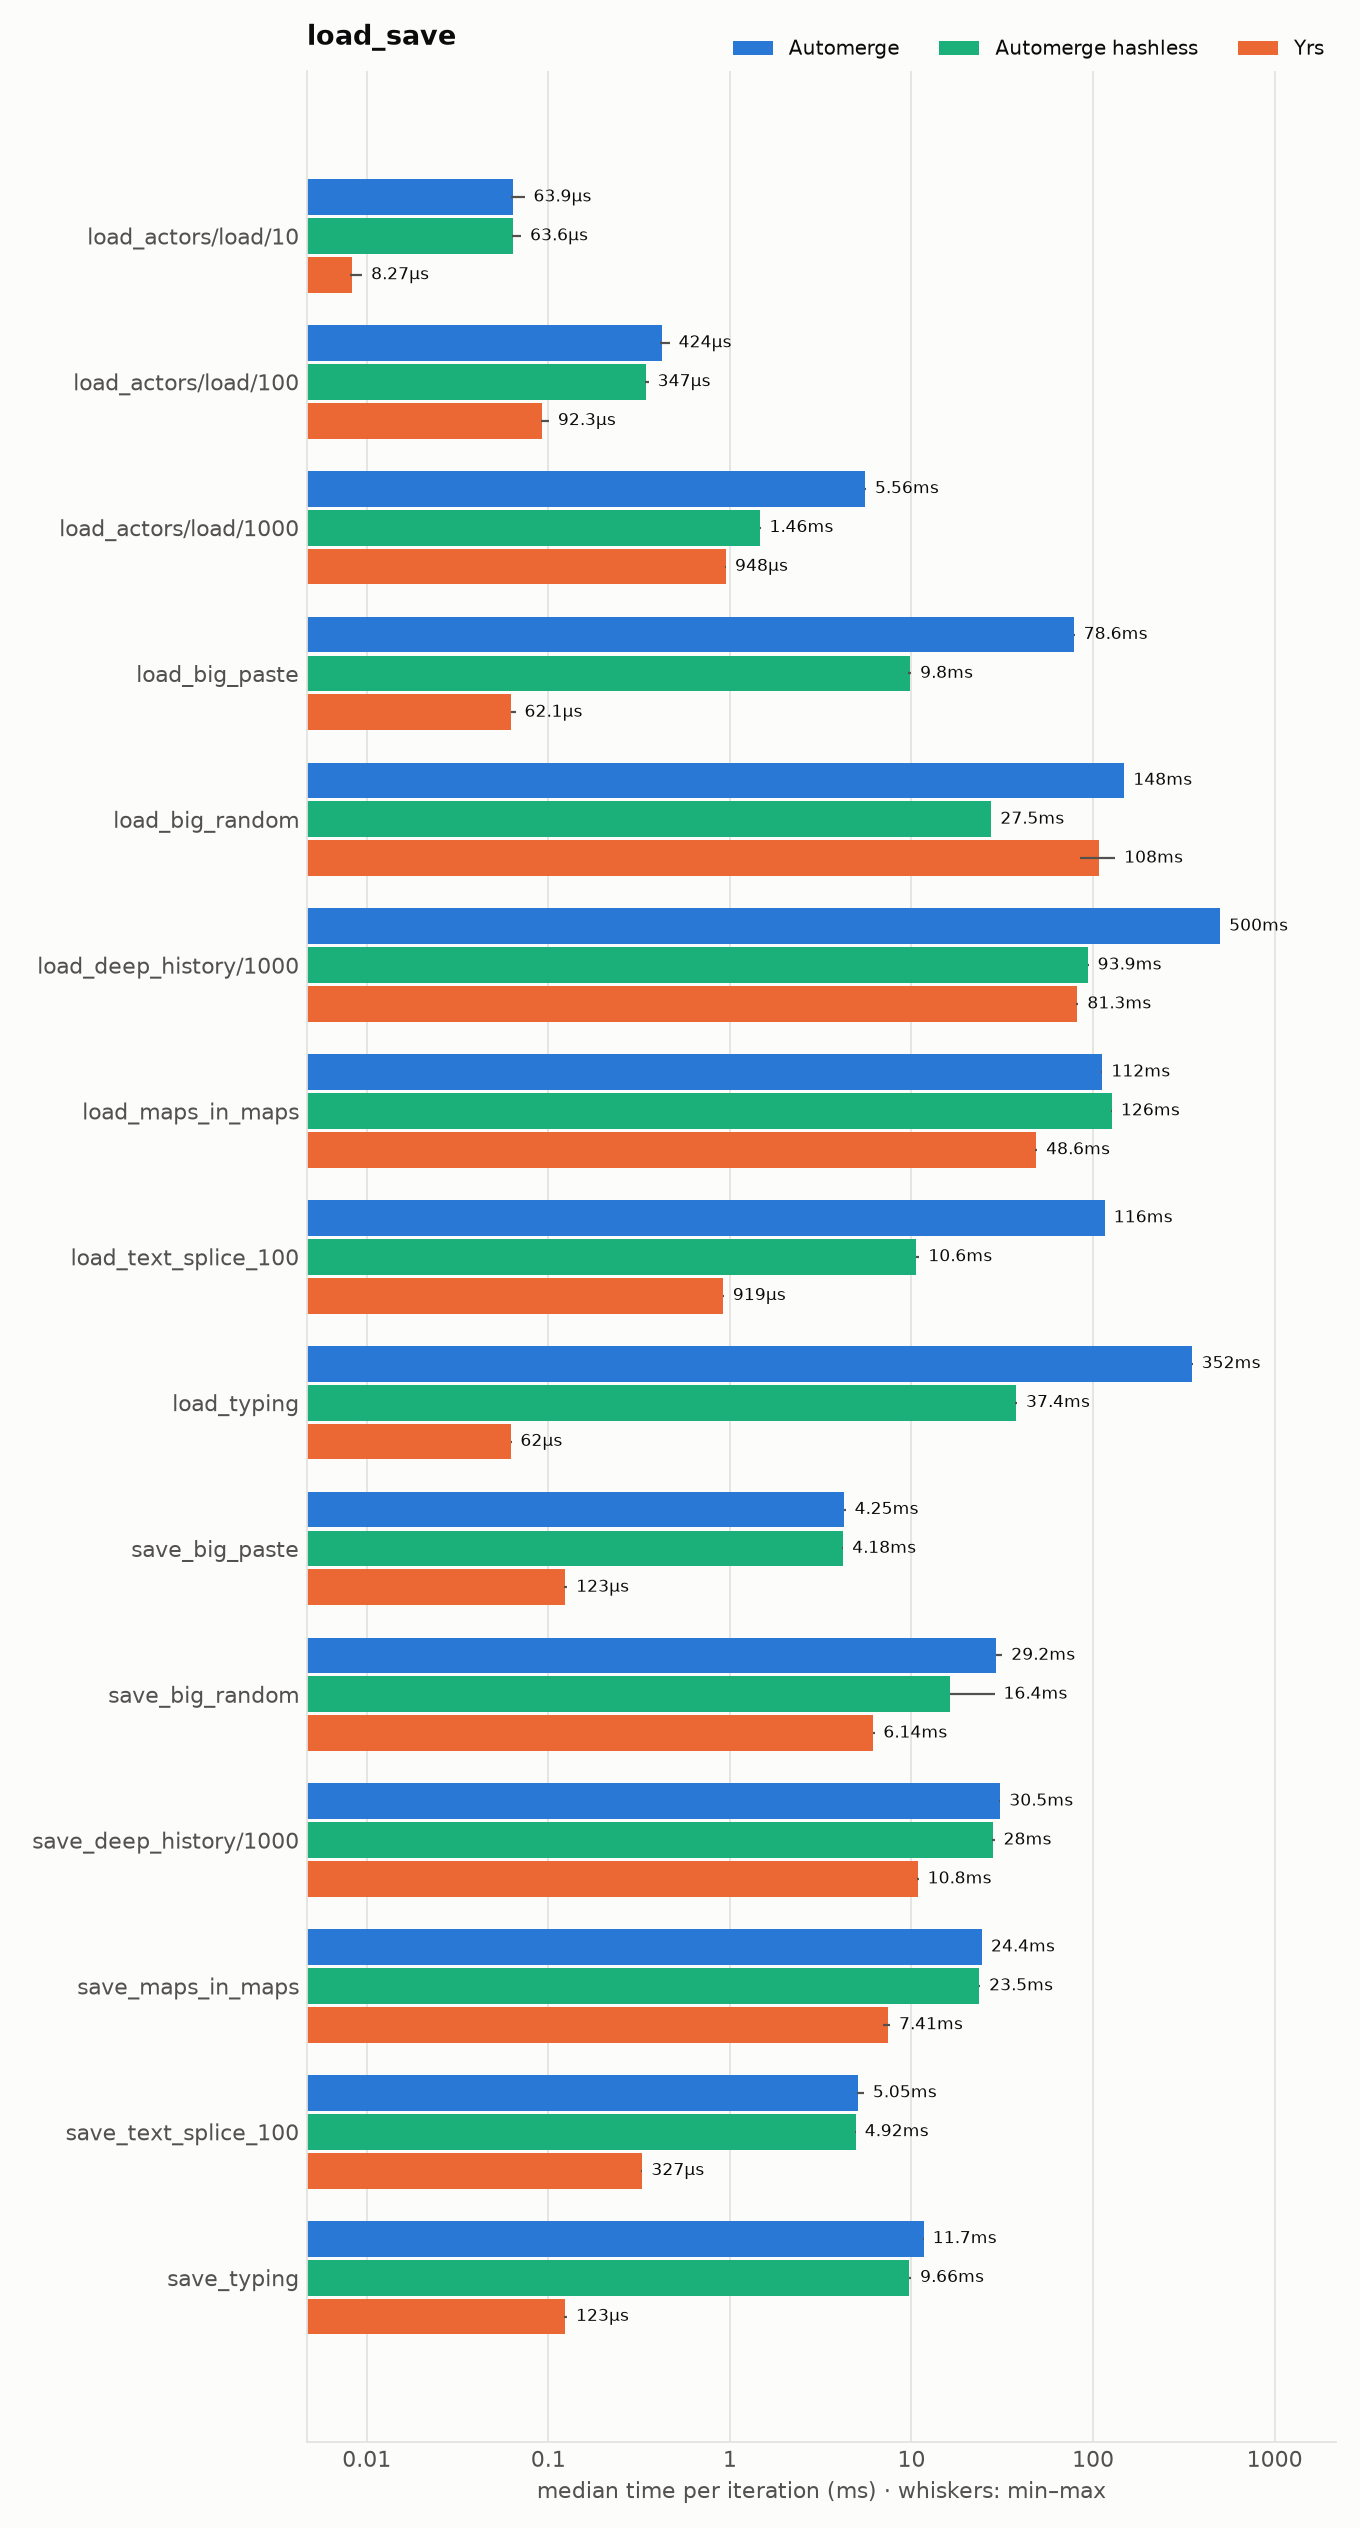 load_save
Automerge
Automerge hashless
Yrs
load_actors/load/10
63.9µs
63.6µs
8.27µs
load_actors/load/100
424µs
347µs
92.3µs
load_actors/load/1000
5.56ms
1.46ms
948µs
load_big_paste
78.6ms
9.8ms
62.1µs
load_big_random
148ms
27.5ms
108ms
load_deep_history/1000
500ms
93.9ms
81.3ms
load_maps_in_maps
112ms
126ms
48.6ms
load_text_splice_100
116ms
10.6ms
919µs
load_typing
352ms
37.4ms
62µs
save_big_paste
4.25ms
4.18ms
123µs
save_big_random
29.2ms
16.4ms
6.14ms
save_deep_history/1000
30.5ms
28ms
10.8ms
save_maps_in_maps
24.4ms
23.5ms
7.41ms
save_text_splice_100
5.05ms
4.92ms
327µs
save_typing
11.7ms
9.66ms
123µs
0.01 0.1 1 10 100 1000
median time per iteration (ms) · whiskers: min–max